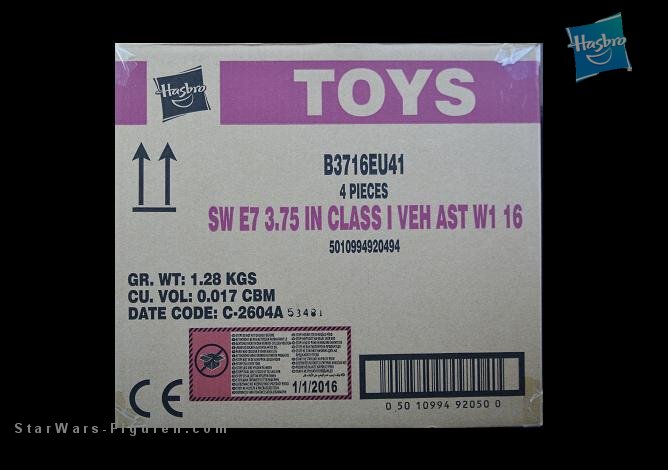 Hasbro
Hasbro
TOYS
B3716EU41
4 PIECES
SW E7 3.75 IN CLASS I VEH AST W1 16
5010994920494
GR. WT: 1.28 KGS
CU. VOL: 0.017 CBM
DATE CODE: C-2604A 53481
1/1/2016
CE
0 50 10994 92050 0
StarWars-Figuren.com